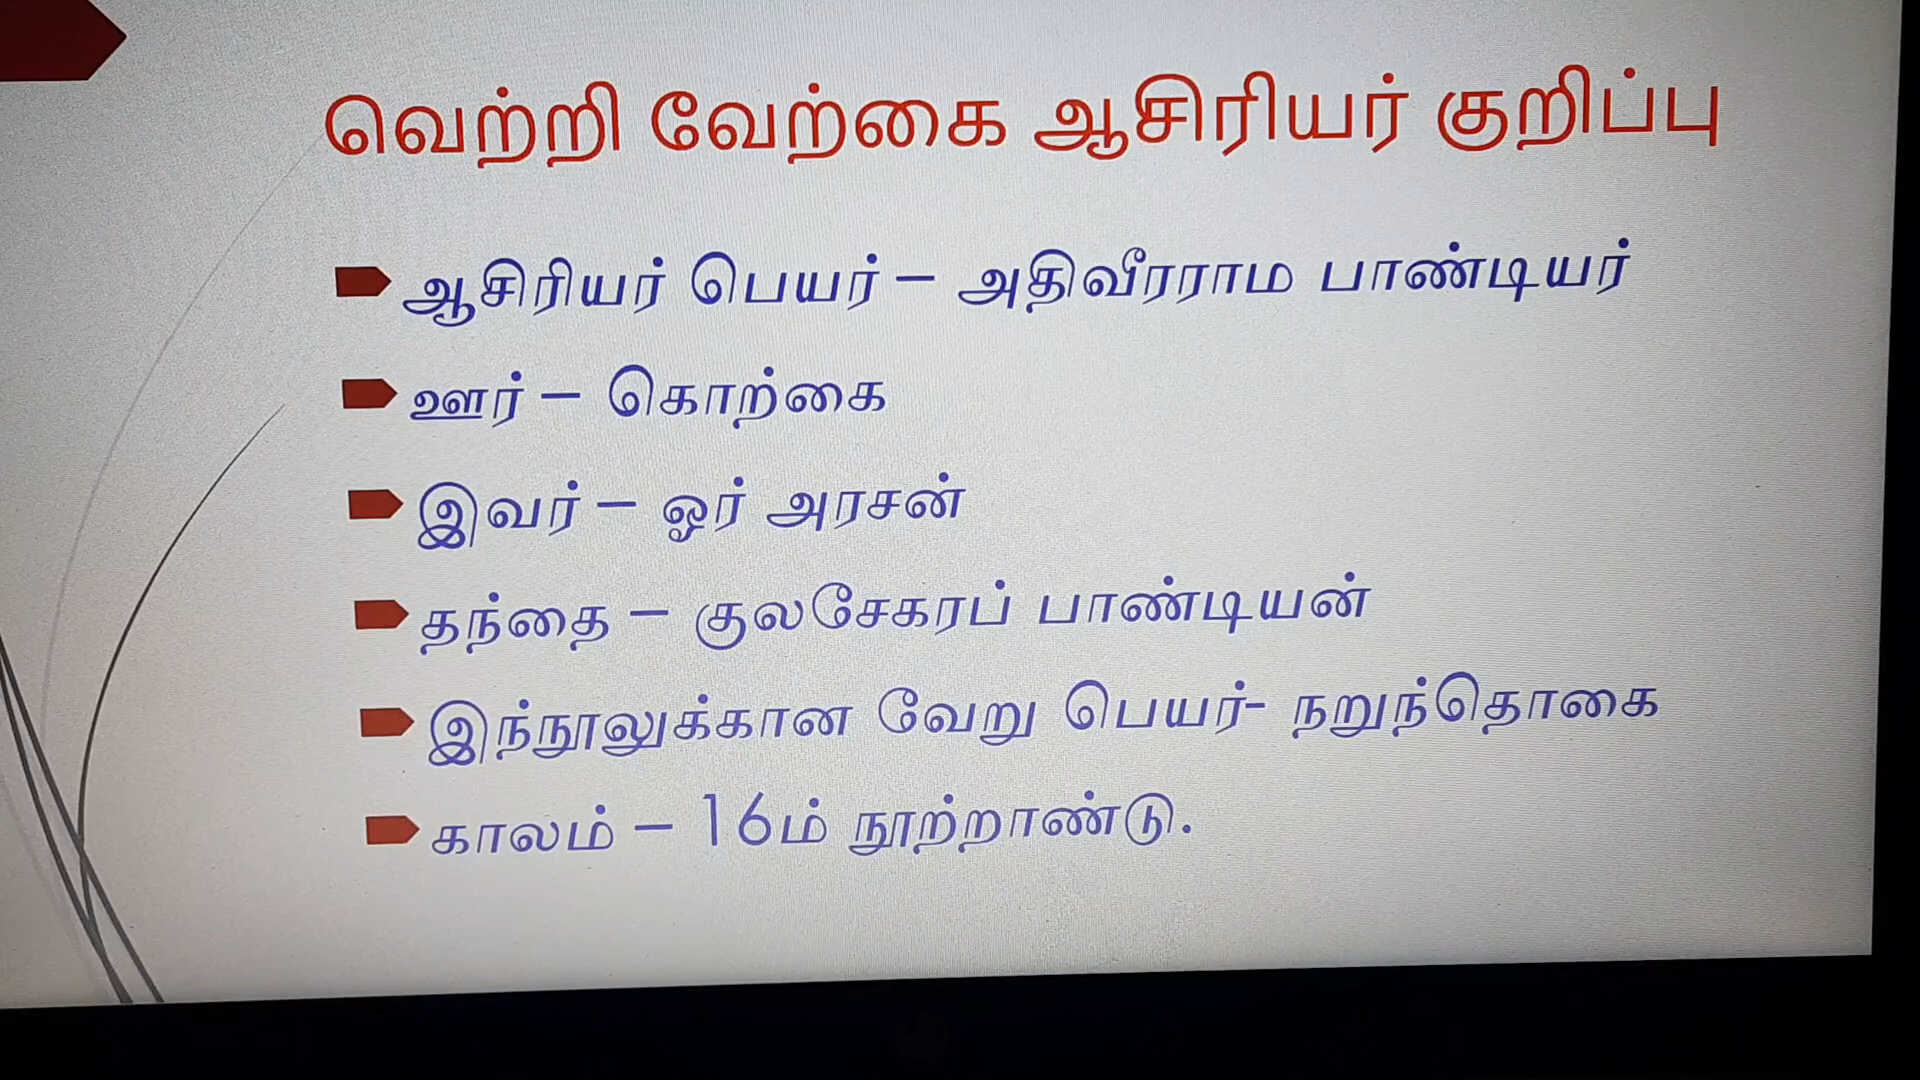 வெற்றி வேற்கை ஆசிரியர் குறிப்பு
ஆசிரியர் பெயர் – அதிவீரராம பாண்டியர்
ஊர் – கொற்கை
இவர் – ஓர் அரசன்
தந்தை – குலசேகரப் பாண்டியன்
இந்நூலுக்கான வேறு பெயர்- நறுந்தொகை
காலம் – 16ம் நூற்றாண்டு.